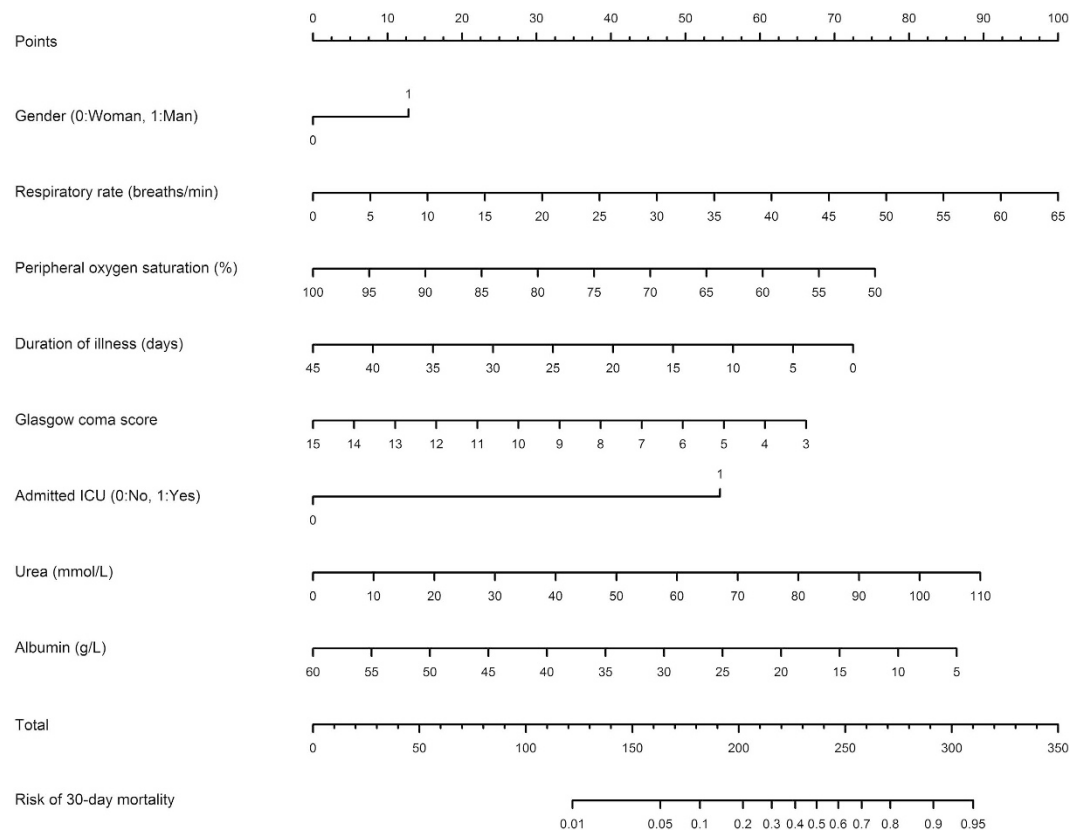 0 10 20 30 40 50 60 70 80 90 100
Points
1
Gender (0:Woman, 1:Man)
0
Respiratory rate (breaths/min)
0 5 10 15 20 25 30 35 40 45 50 55 60 65
Peripheral oxygen saturation (%)
100 95 90 85 80 75 70 65 60 55 50
Duration of illness (days)
45 40 35 30 25 20 15 10 5 0
Glasgow coma score
15 14 13 12 11 10 9 8 7 6 5 4 3
1
Admitted ICU (0:No, 1:Yes)
0
Urea (mmol/L)
0 10 20 30 40 50 60 70 80 90 100 110
Albumin (g/L)
60 55 50 45 40 35 30 25 20 15 10 5
Total
0 50 100 150 200 250 300 350
Risk of 30-day mortality
0.01 0.05 0.1 0.2 0.3 0.4 0.5 0.6 0.7 0.8 0.9 0.95